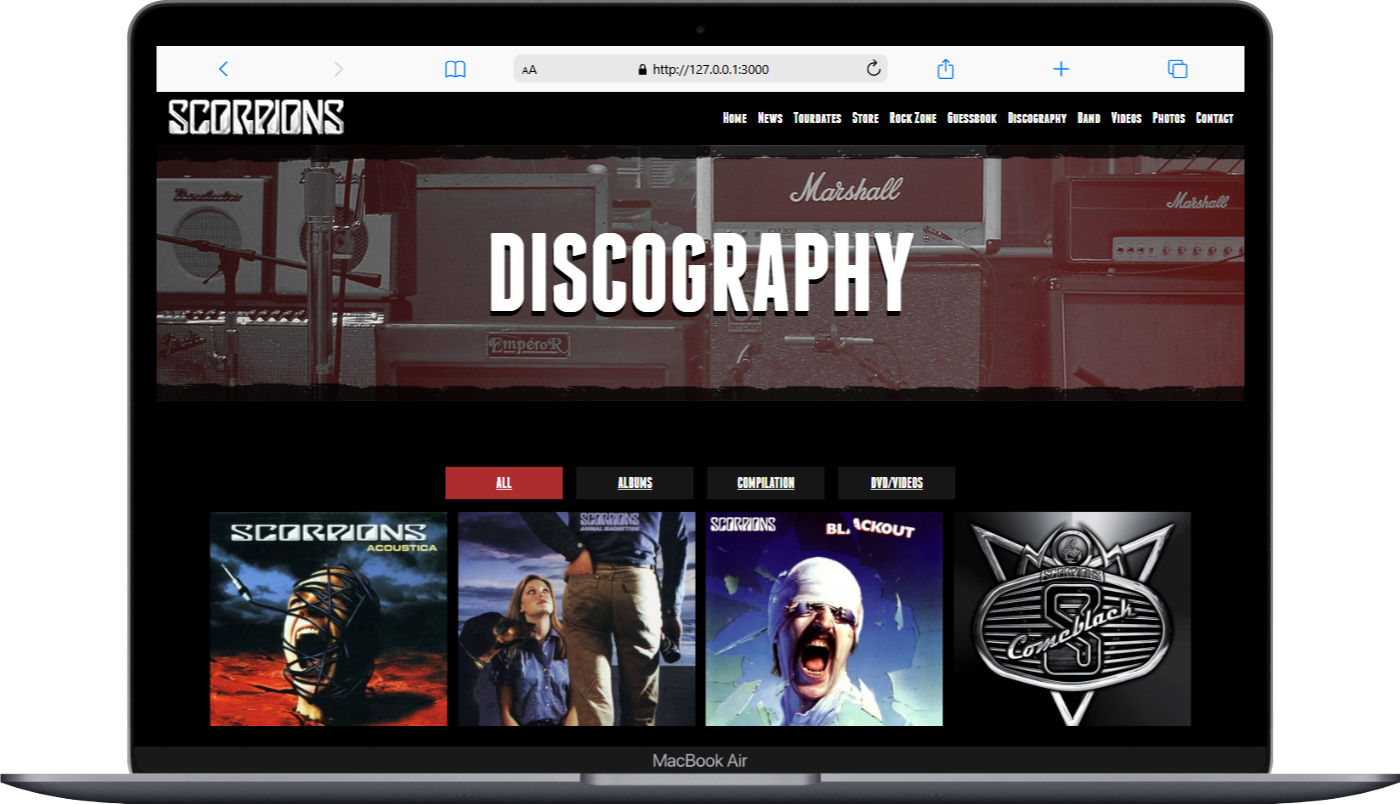 AA http://127.0.0.1:3000
SCORPIONS
Home News Tourdates Store Rock Zone Guessbook Discography Band Videos Photos Contact
Marshall
Marshall
DISCOGRAPHY
EmpéroR
ALL ALBUMS COMPILATION DVD/VIDEOS
SCORPIONS
ACOUSTICA
SCORPIONS
ANIMAL MAGNETISM
SCORPIONS
BLACKOUT
SCORPIONS
Comeblack
MacBook Air